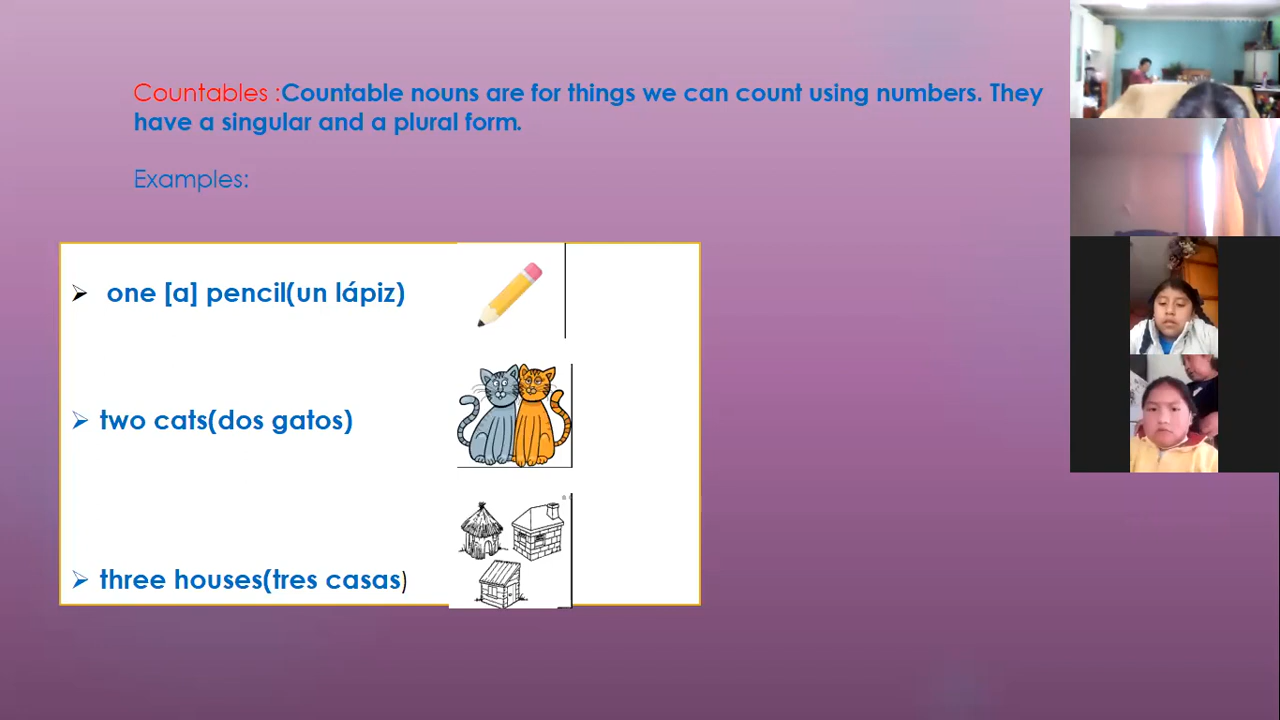 Countables :Countable nouns are for things we can count using numbers. They
have a singular and a plural form.
Examples:
one [a] pencil(un lápiz)
two cats(dos gatos)
three houses(tres casas)